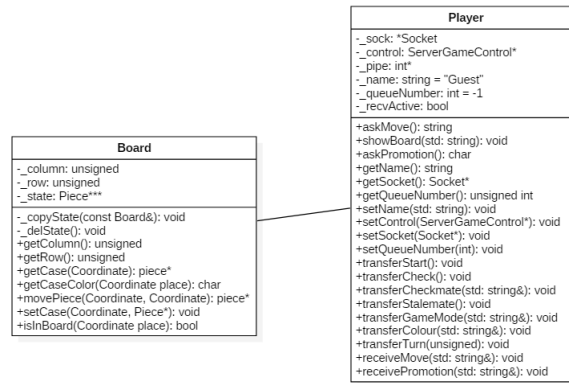 Player
-_sock: *Socket
-_control: ServerGameControl*
-_pipe: int*
-_name: string = "Guest"
-_queueNumber: int = -1
-_recvActive: bool
+askMove(): string
+showBoard(std: string): void
+askPromotion(): char
+getName(): string
+getSocket(): Socket*
+getQueueNumber(): unsigned int
+setName(std: string): void
+setControl(ServerGameControl*): void
+setSocket(Socket*): void
+setQueueNumber(int): void
+transferStart(): void
+transferCheck(): void
+transferCheckmate(std: string&): void
+transferStalemate(): void
+transferGameMode(std: string&): void
+transferColour(std: string&): void
+transferTurn(unsigned): void
+receiveMove(std: string&): void
+receivePromotion(std: string&): void
Board
-_column: unsigned
-_row: unsigned
-_state: Piece***
-_copyState(const Board&): void
-_delState(): void
+getColumn(): unsigned
+getRow(): unsigned
+getCase(Coordinate): piece*
+getCaseColor(Coordinate place): char
+movePiece(Coordinate, Coordinate): piece*
+setCase(Coordinate, Piece*): void
+isInBoard(Coordinate place): bool